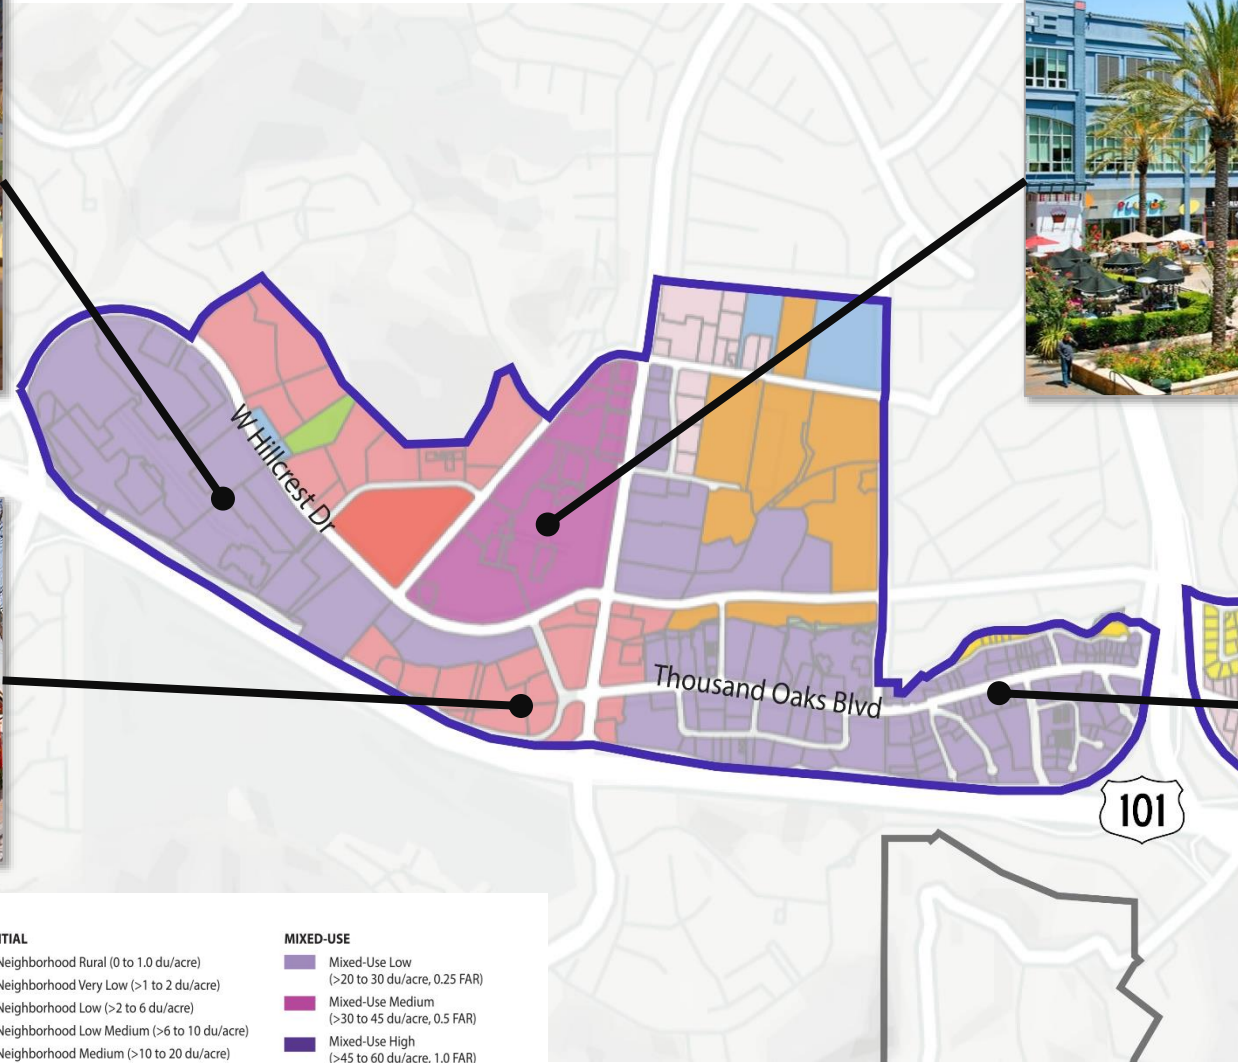 W Hillcrest Dr
Thousand Oaks Blvd
101
TIAL
Neighborhood Rural (0 to 1.0 du/acre)
Neighborhood Very Low (>1 to 2 du/acre)
Neighborhood Low (>2 to 6 du/acre)
Neighborhood Low Medium (>6 to 10 du/acre)
Neighborhood Medium (>10 to 20 du/acre)
MIXED-USE
Mixed-Use Low
(>20 to 30 du/acre, 0.25 FAR)
Mixed-Use Medium
(>30 to 45 du/acre, 0.5 FAR)
Mixed-Use High
(>45 to 60 du/acre, 1.0 FAR)